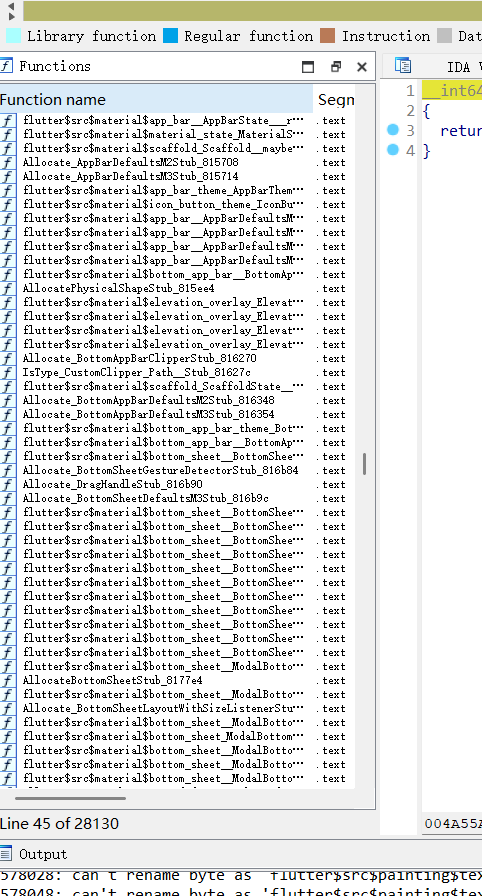 Library function Regular function Instruction Dat
Functions
IDA V
Function name Segm
flutter$src$material$app_bar__AppBarState___r… .text
flutter$src$material$material_state_MaterialS… .text
flutter$src$material$scaffold_Scaffold__maybe… .text
Allocate_AppBarDefaultsM2Stub_815708 .text
Allocate_AppBarDefaultsM3Stub_815714 .text
flutter$src$material$app_bar_theme_AppBarThem… .text
flutter$src$material$icon_button_theme_IconBu… .text
flutter$src$material$app_bar__AppBarDefaultsM… .text
flutter$src$material$app_bar__AppBarDefaultsM… .text
flutter$src$material$app_bar__AppBarDefaultsM… .text
flutter$src$material$app_bar__AppBarDefaultsM… .text
flutter$src$material$bottom_app_bar__BottomAp… .text
AllocatePhysicalShapeStub_815ee4 .text
flutter$src$material$elevation_overlay_Elevat… .text
flutter$src$material$elevation_overlay_Elevat… .text
flutter$src$material$elevation_overlay_Elevat… .text
flutter$src$material$elevation_overlay_Elevat… .text
Allocate_BottomAppBarClipperStub_816270 .text
IsType_CustomClipper_Path__Stub_81627c .text
flutter$src$material$scaffold_ScaffoldState__… .text
Allocate_BottomAppBarDefaultsM2Stub_816348 .text
Allocate_BottomAppBarDefaultsM3Stub_816354 .text
flutter$src$material$bottom_app_bar_theme_Bot… .text
flutter$src$material$bottom_app_bar__BottomAp… .text
flutter$src$material$bottom_sheet__BottomShee… .text
Allocate_BottomSheetGestureDetectorStub_816b84 .text
Allocate_DragHandleStub_816b90 .text
Allocate_BottomSheetDefaultsM3Stub_816b9c .text
flutter$src$material$bottom_sheet__BottomShee… .text
flutter$src$material$bottom_sheet__BottomShee… .text
flutter$src$material$bottom_sheet__BottomShee… .text
flutter$src$material$bottom_sheet__BottomShee… .text
flutter$src$material$bottom_sheet__BottomShee… .text
flutter$src$material$bottom_sheet__BottomShee… .text
flutter$src$material$bottom_sheet__BottomShee… .text
flutter$src$material$bottom_sheet__BottomShee… .text
flutter$src$material$bottom_sheet__BottomShee… .text
flutter$src$material$bottom_sheet__BottomShee… .text
flutter$src$material$bottom_sheet__BottomShee… .text
flutter$src$material$bottom_sheet__ModalBotto… .text
AllocateBottomSheetStub_8177e4 .text
flutter$src$material$bottom_sheet__ModalBotto… .text
Allocate_BottomSheetLayoutWithSizeListenerStu… .text
flutter$src$material$bottom_sheet__ModalBotto… .text
flutter$src$material$bottom_sheet_ModalBottom… .text
flutter$src$material$bottom_sheet__ModalBotto… .text
flutter$src$material$bottom_sheet__ModalBotto… .text
flutter$src$material$bottom_sheet__ModalBotto… .text
1 __int64
2 {
3 return
4 }
004A55A
Line 45 of 28130
Output
578028: can't rename byte as 'flutter$src$painting$tex
578048: can't rename byte as 'flutter$src$painting$tex